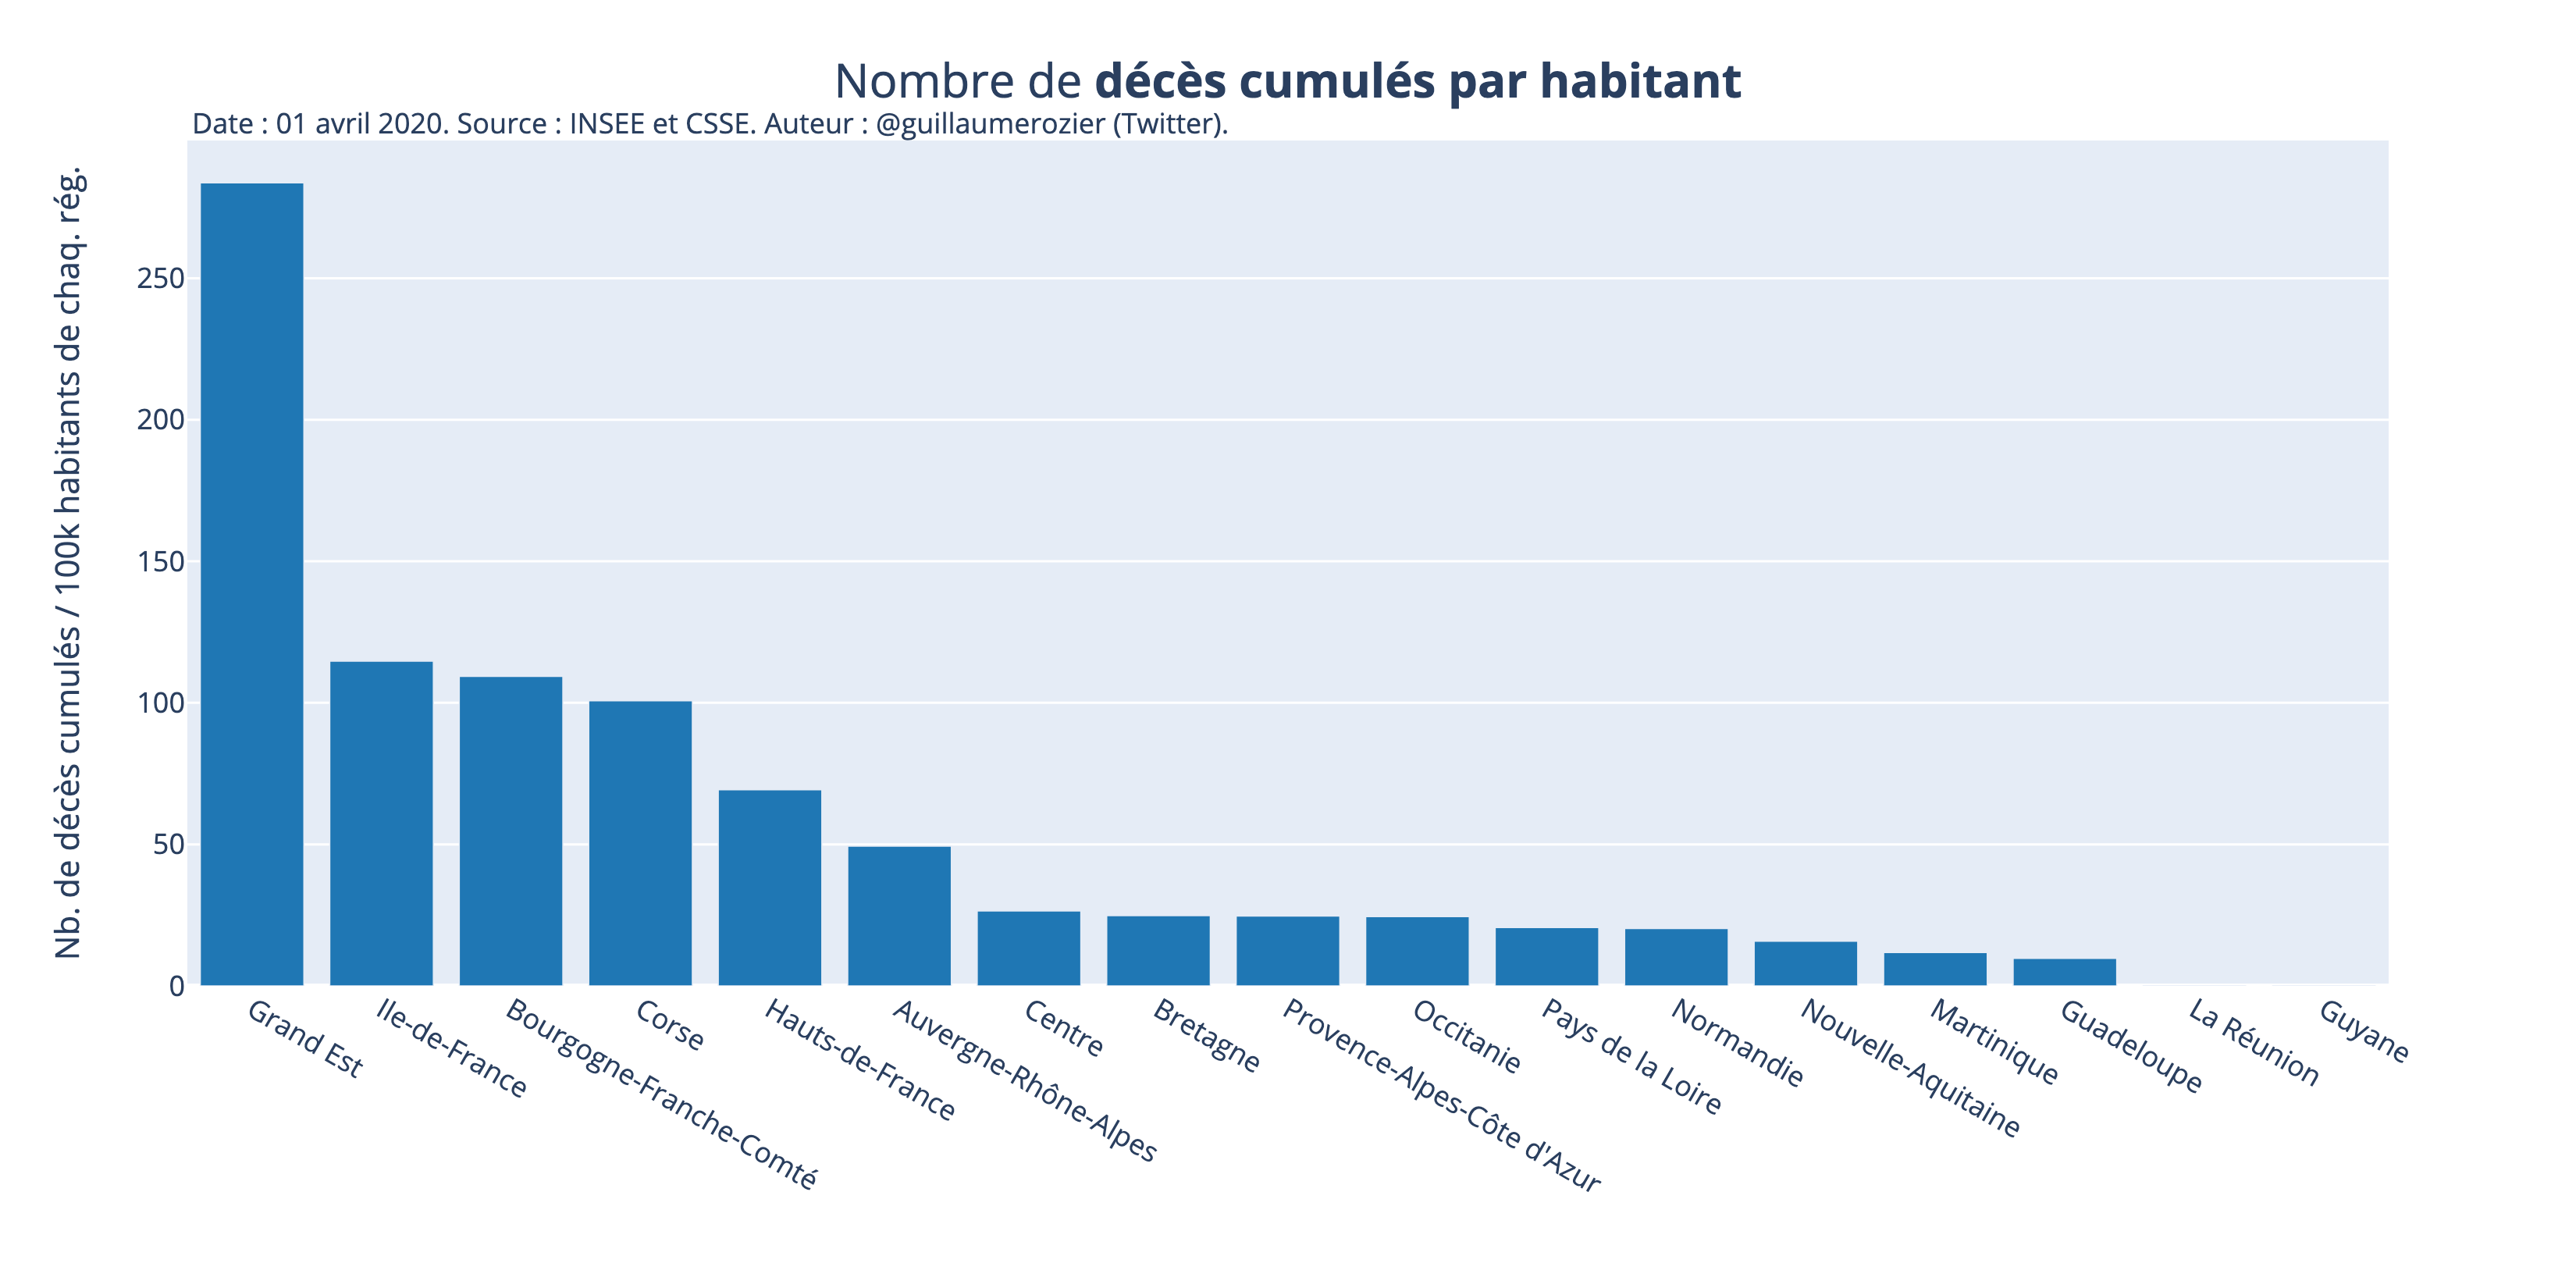 Nombre de décès cumulés par habitant
Date : 01 avril 2020. Source : INSEE et CSSE. Auteur : @guillaumerozier (Twitter).
Nb. de décès cumulés / 100k habitants de chaq. rég.
250
200
150
100
50
0
Grand Est
Ile-de-France
Bourgogne-Franche-Comté
Corse
Hauts-de-France
Auvergne-Rhône-Alpes
Centre
Bretagne
Provence-Alpes-Côte d'Azur
Occitanie
Pays de la Loire
Normandie
Nouvelle-Aquitaine
Martinique
Guadeloupe
La Réunion
Guyane